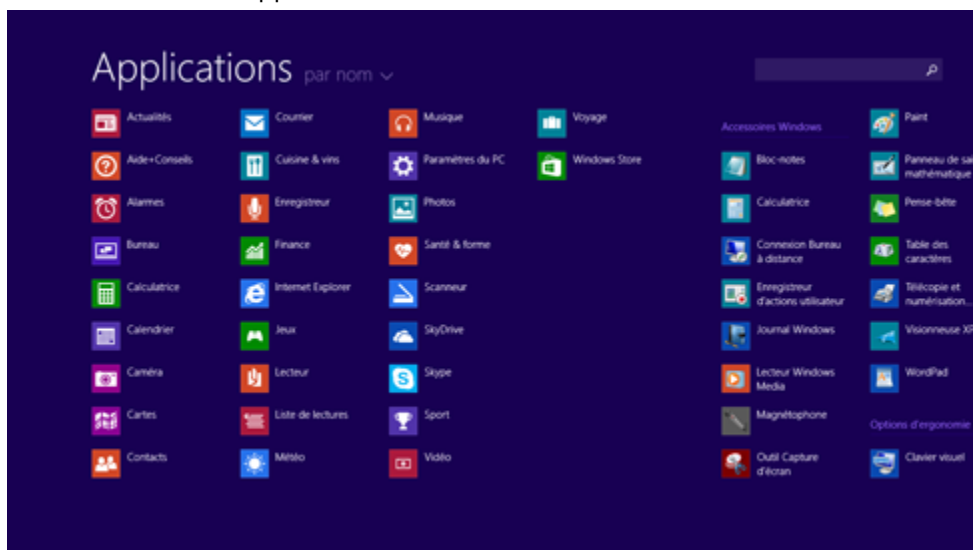 Applications par nom
Actualités
Aide+Conseils
Alarmes
Bureau
Calculatrice
Calendrier
Caméra
Cartes
Contacts
Courrier
Cuisine & vins
Enregistreur
Finance
Internet Explorer
Jeux
Lecteur
Liste de lectures
Météo
Musique
Paramètres du PC
Photos
Santé & forme
Scanneur
SkyDrive
Skype
Sport
Vidéo
Voyage
Windows Store
Accessoires Windows
Bloc-notes
Calculatrice
Connexion Bureau
à distance
Enregistreur
d'actions utilisateur
Journal Windows
Lecteur Windows
Media
Magnétophone
Outil Capture
d'écran
Paint
Panneau de sai
mathématique
Pense-bête
Table des
caractères
Télécopie et
numérisation...
Visionneuse XP
WordPad
Options d'ergonomie
Clavier visuel